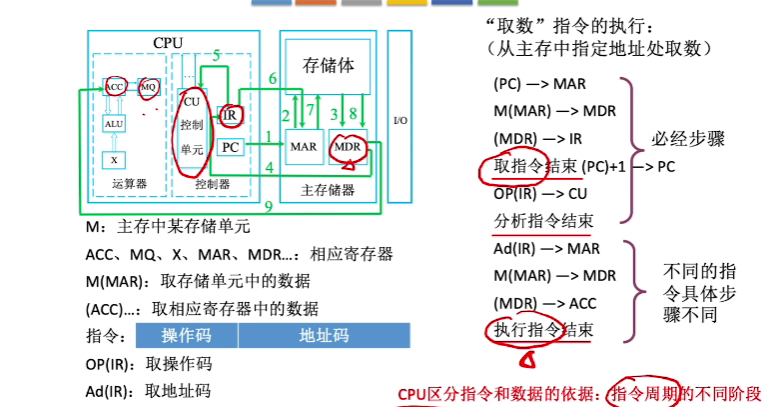 CPU
ACC
MQ
ALU
X
运算器
CU
控制
单元
IR
PC
控制器
5
6
1
4
9
存储体
2
7
3
8
MAR
MDR
主存储器
I/O
M：主存中某存储单元
ACC、MQ、X、MAR、MDR...：相应寄存器
M(MAR)：取存储单元中的数据
(ACC)...：取相应寄存器中的数据
指令： 操作码 地址码
OP(IR)：取操作码
Ad(IR)：取地址码
“取数”指令的执行：
（从主存中指定地址处取数）
(PC) —> MAR
M(MAR) —> MDR
(MDR) —> IR
取指令结束 (PC)+1 —> PC
OP(IR) —> CU
分析指令结束
必经步骤
Ad(IR) —> MAR
M(MAR) —> MDR
(MDR) —> ACC
执行指令结束
不同的指
令具体步
骤不同
CPU区分指令和数据的依据：指令周期的不同阶段